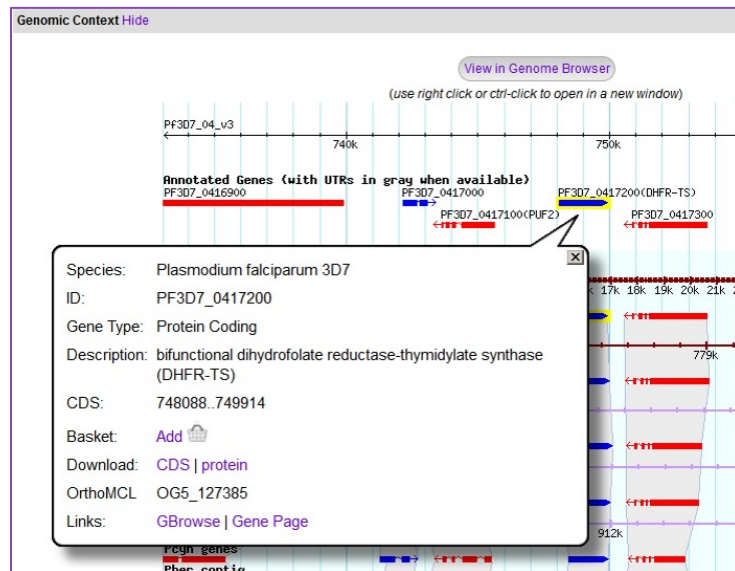 Genomic Context Hide
View in Genome Browser
(use right click or ctrl-click to open in a new window)
Pf3D7_04_v3
740k 750k
Annotated Genes (with UTRs in gray when available)
PF3D7_0416900 PF3D7_0417000 PF3D7_0417200(DHFR-TS)
PF3D7_0417100(PUF2) PF3D7_0417300
Species: Plasmodium falciparum 3D7
ID: PF3D7_0417200
Gene Type: Protein Coding
Description: bifunctional dihydrofolate reductase-thymidylate synthase
(DHFR-TS)
CDS: 748088..749914
Basket: Add
Download: CDS | protein
OrthoMCL OG5_127385
Links: GBrowse | Gene Page
17k 18k 19k 20k 21k
779k
912k
Pcyn genes